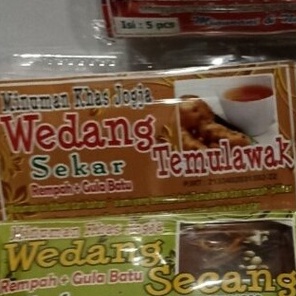 Isi : 5 pcs
Minuman Khas Jogja
Wedang
Sekar Temulawak
Rempah + Gula Batu
Minuman Khas
Wedang
Rempah + Gula Batu Secang